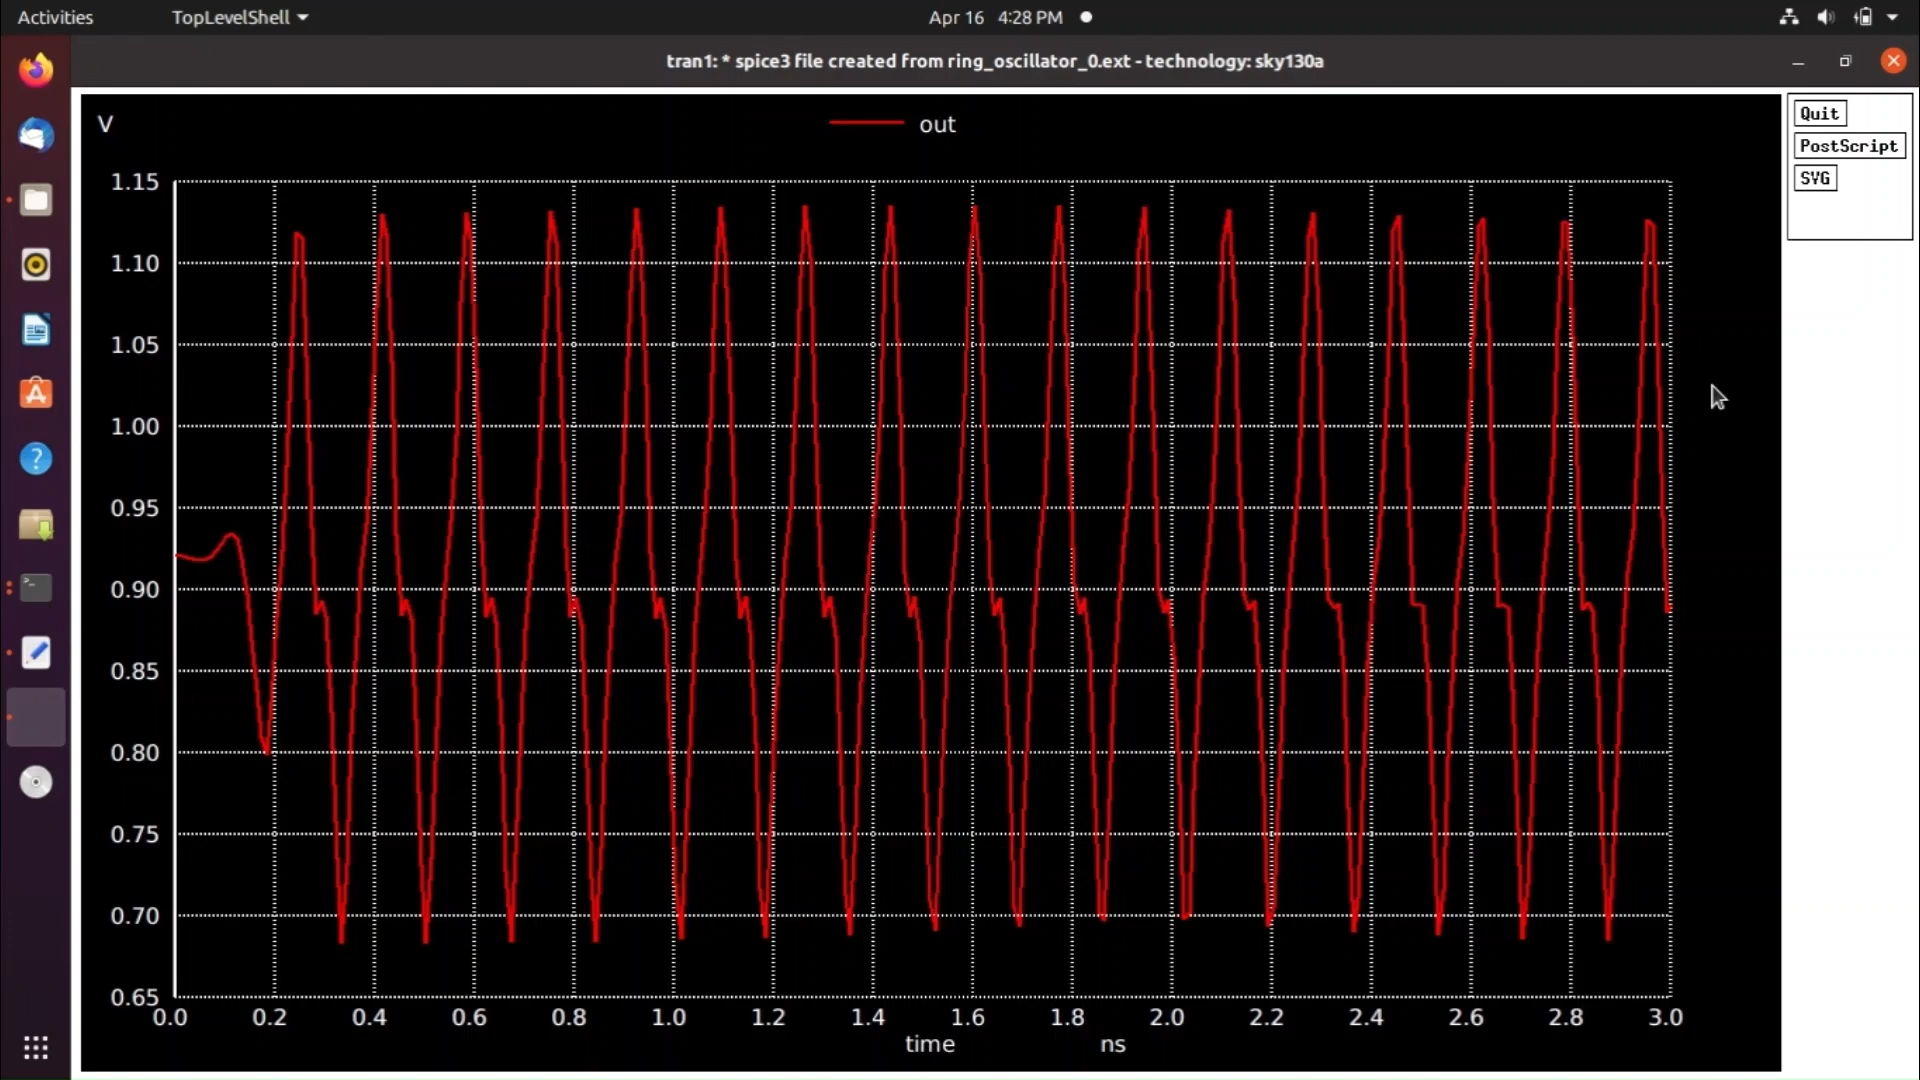 Activities TopLevelShell Apr 16 4:28 PM
tran1: * spice3 file created from ring_oscillator_0.ext - technology: sky130a
V out
Quit
PostScript
SVG
1.15
1.10
1.05
1.00
0.95
0.90
0.85
0.80
0.75
0.70
0.65
0.0 0.2 0.4 0.6 0.8 1.0 1.2 1.4 1.6 1.8 2.0 2.2 2.4 2.6 2.8 3.0
time ns